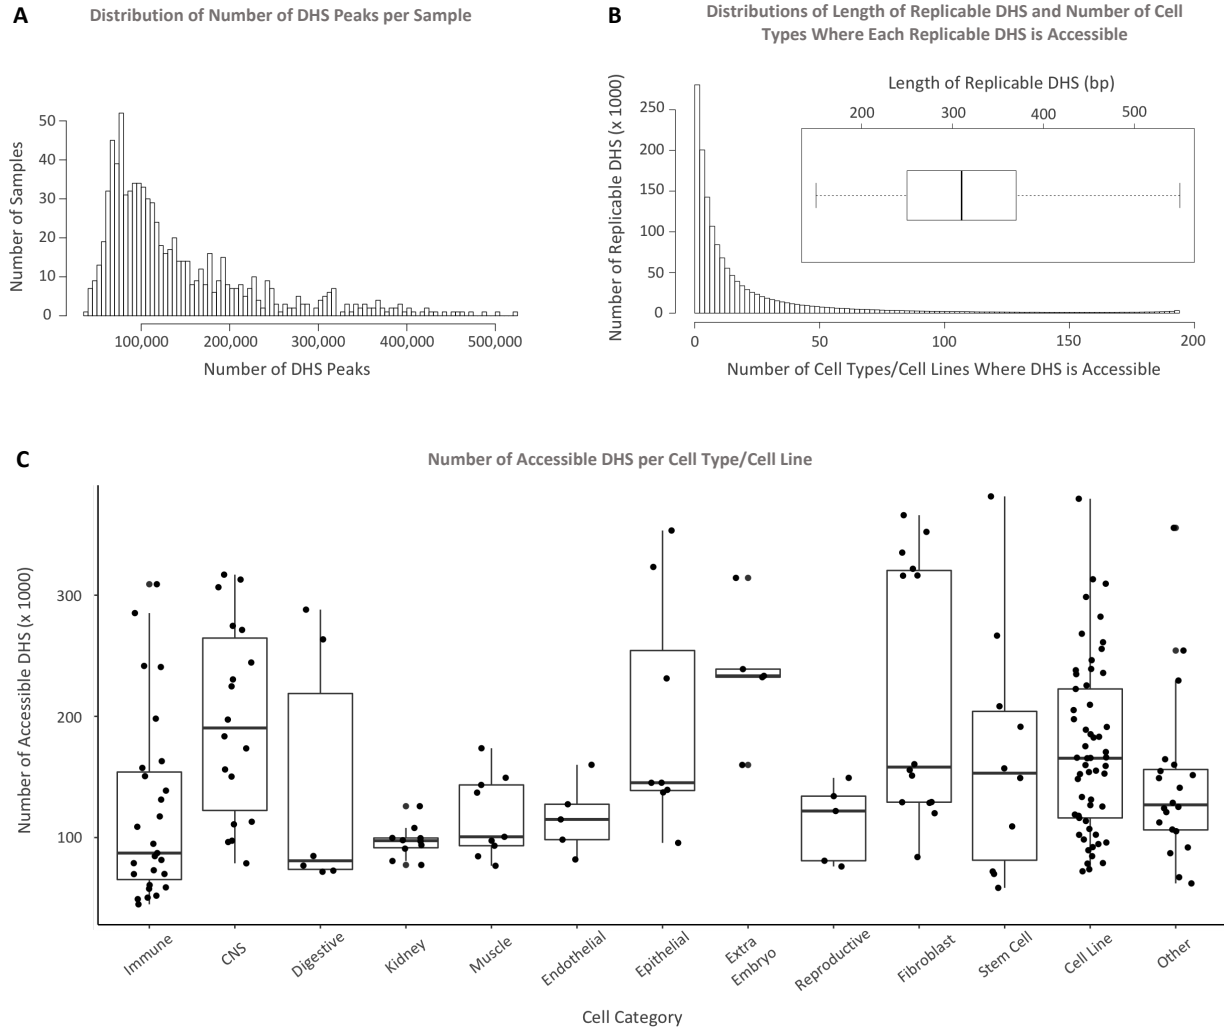 A
Distribution of Number of DHS Peaks per Sample
Number of Samples
50
40
30
20
10
0
100,000
200,000
300,000
400,000
500,000
Number of DHS Peaks
B
Distributions of Length of Replicable DHS and Number of Cell
Types Where Each Replicable DHS is Accessible
Number of Replicable DHS (x 1000)
250
200
150
100
50
0
Length of Replicable DHS (bp)
200
300
400
500
0
50
100
150
200
Number of Cell Types/Cell Lines Where DHS is Accessible
C
Number of Accessible DHS per Cell Type/Cell Line
Number of Accessible DHS (x 1000)
300
200
100
Immune
CNS
Digestive
Kidney
Muscle
Endothelial
Epithelial
Extra
Embryo
Reproductive
Fibroblast
Stem Cell
Cell Line
Other
Cell Category